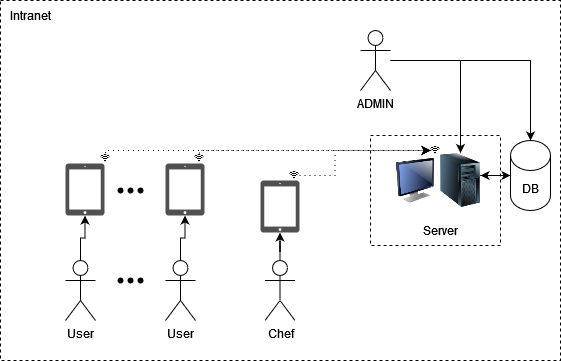 Intranet
ADMIN
DB
Server
User
User
Chef